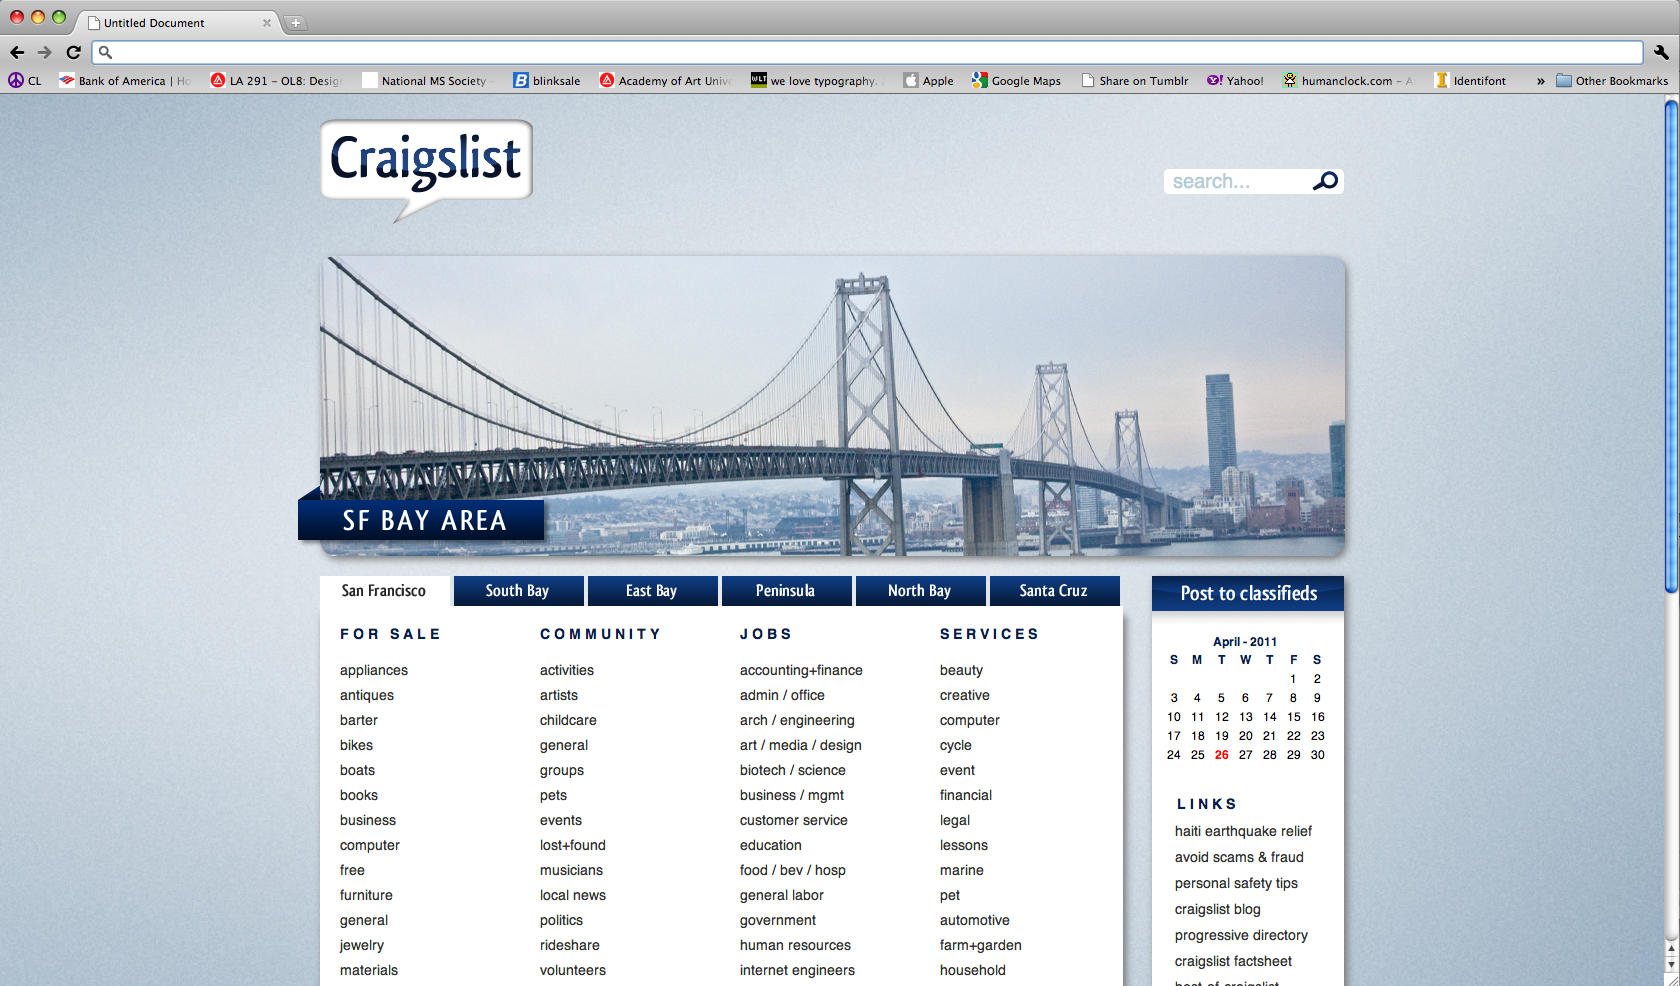 Untitled Document
CL Bank of America | Ho LA 291 – OL8: Design National MS Society – blinksale Academy of Art Unive we love typography. Apple Google Maps Share on Tumblr Yahoo! humanclock.com – A Identifont » Other Bookmarks
Craigslist
search...
SF BAY AREA
San Francisco South Bay East Bay Peninsula North Bay Santa Cruz
FOR SALE
appliances
antiques
barter
bikes
boats
books
business
computer
free
furniture
general
jewelry
materials
COMMUNITY
activities
artists
childcare
general
groups
pets
events
lost+found
musicians
local news
politics
rideshare
volunteers
JOBS
accounting+finance
admin / office
arch / engineering
art / media / design
biotech / science
business / mgmt
customer service
education
food / bev / hosp
general labor
government
human resources
internet engineers
SERVICES
beauty
creative
computer
cycle
event
financial
legal
lessons
marine
pet
automotive
farm+garden
household
Post to classifieds
April - 2011
S M T W T F S
1 2
3 4 5 6 7 8 9
10 11 12 13 14 15 16
17 18 19 20 21 22 23
24 25 26 27 28 29 30
LINKS
haiti earthquake relief
avoid scams & fraud
personal safety tips
craigslist blog
progressive directory
craigslist factsheet
best-of-craigslist